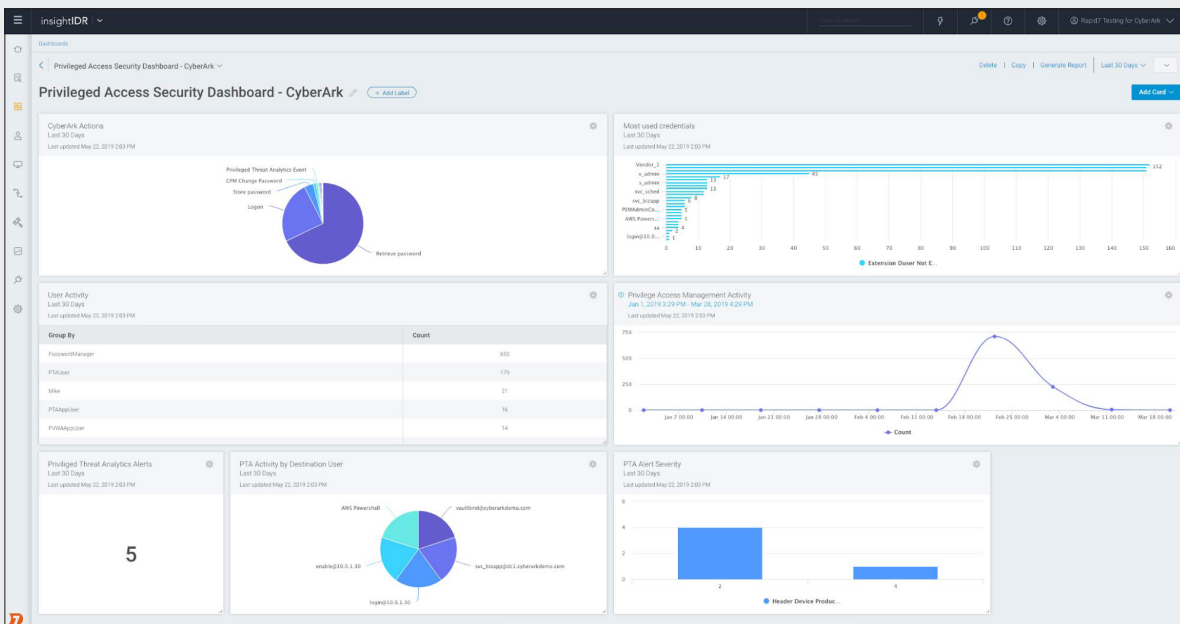 insightIDR
1
Rapid7 Testing for CyberArk
Dashboards
Privileged Access Security Dashboard - CyberArk
Delete | Copy | Generate Report | Last 30 Days
Privileged Access Security Dashboard - CyberArk + Add Label
Add Card
CyberArk Actions
Last 30 Days
Last updated May 22, 2019 2:03 PM
Privileged Threat Analytics Event
CPM Change Password
Store password
Logon
Retrieve password
Most used credentials
Last 30 Days
Last updated May 22, 2019 2:03 PM
Vendor_1
152
x_admin
45
17
s_admin
13
svc_sched
12
svc_bizapp
8
6
PSMAdminCo...
5
AWS Powers...
5
sa
4
2
login@10.0...
1
0 10 20 30 40 50 60 70 80 90 100 110 120 130 140 150 160
Extension Duser Not E...
User Activity
Last 30 Days
Last updated May 22, 2019 2:03 PM
Group By Count
PasswordManager 650
PTAUser 179
Mike 21
PTAAppUser 16
PVWAAppUser 14
Privilege Access Management Activity
Jan 1, 2019 3:29 PM - Mar 28, 2019 4:29 PM
Last updated May 22, 2019 2:03 PM
750
500
250
0
Jan 7 00:00 Jan 14 00:00 Jan 21 00:00 Jan 28 00:00 Feb 4 00:00 Feb 11 00:00 Feb 18 00:00 Feb 25 00:00 Mar 4 00:00 Mar 11 00:00 Mar 18 00:00
Count
Priviliged Threat Analytics Alerts
Last 30 Days
Last updated May 22, 2019 2:03 PM
5
PTA Activity by Destination User
Last 30 Days
Last updated May 22, 2019 2:03 PM
AWS Powershell
vaultbind@cyberarkdemo.com
enable@10.0.1.30
svc_bizapp@dc1.cyberarkdemo.com
login@10.0.1.30
PTA Alert Severity
Last 30 Days
Last updated May 22, 2019 2:03 PM
6
4
2
0
2 4
Header Device Produc...